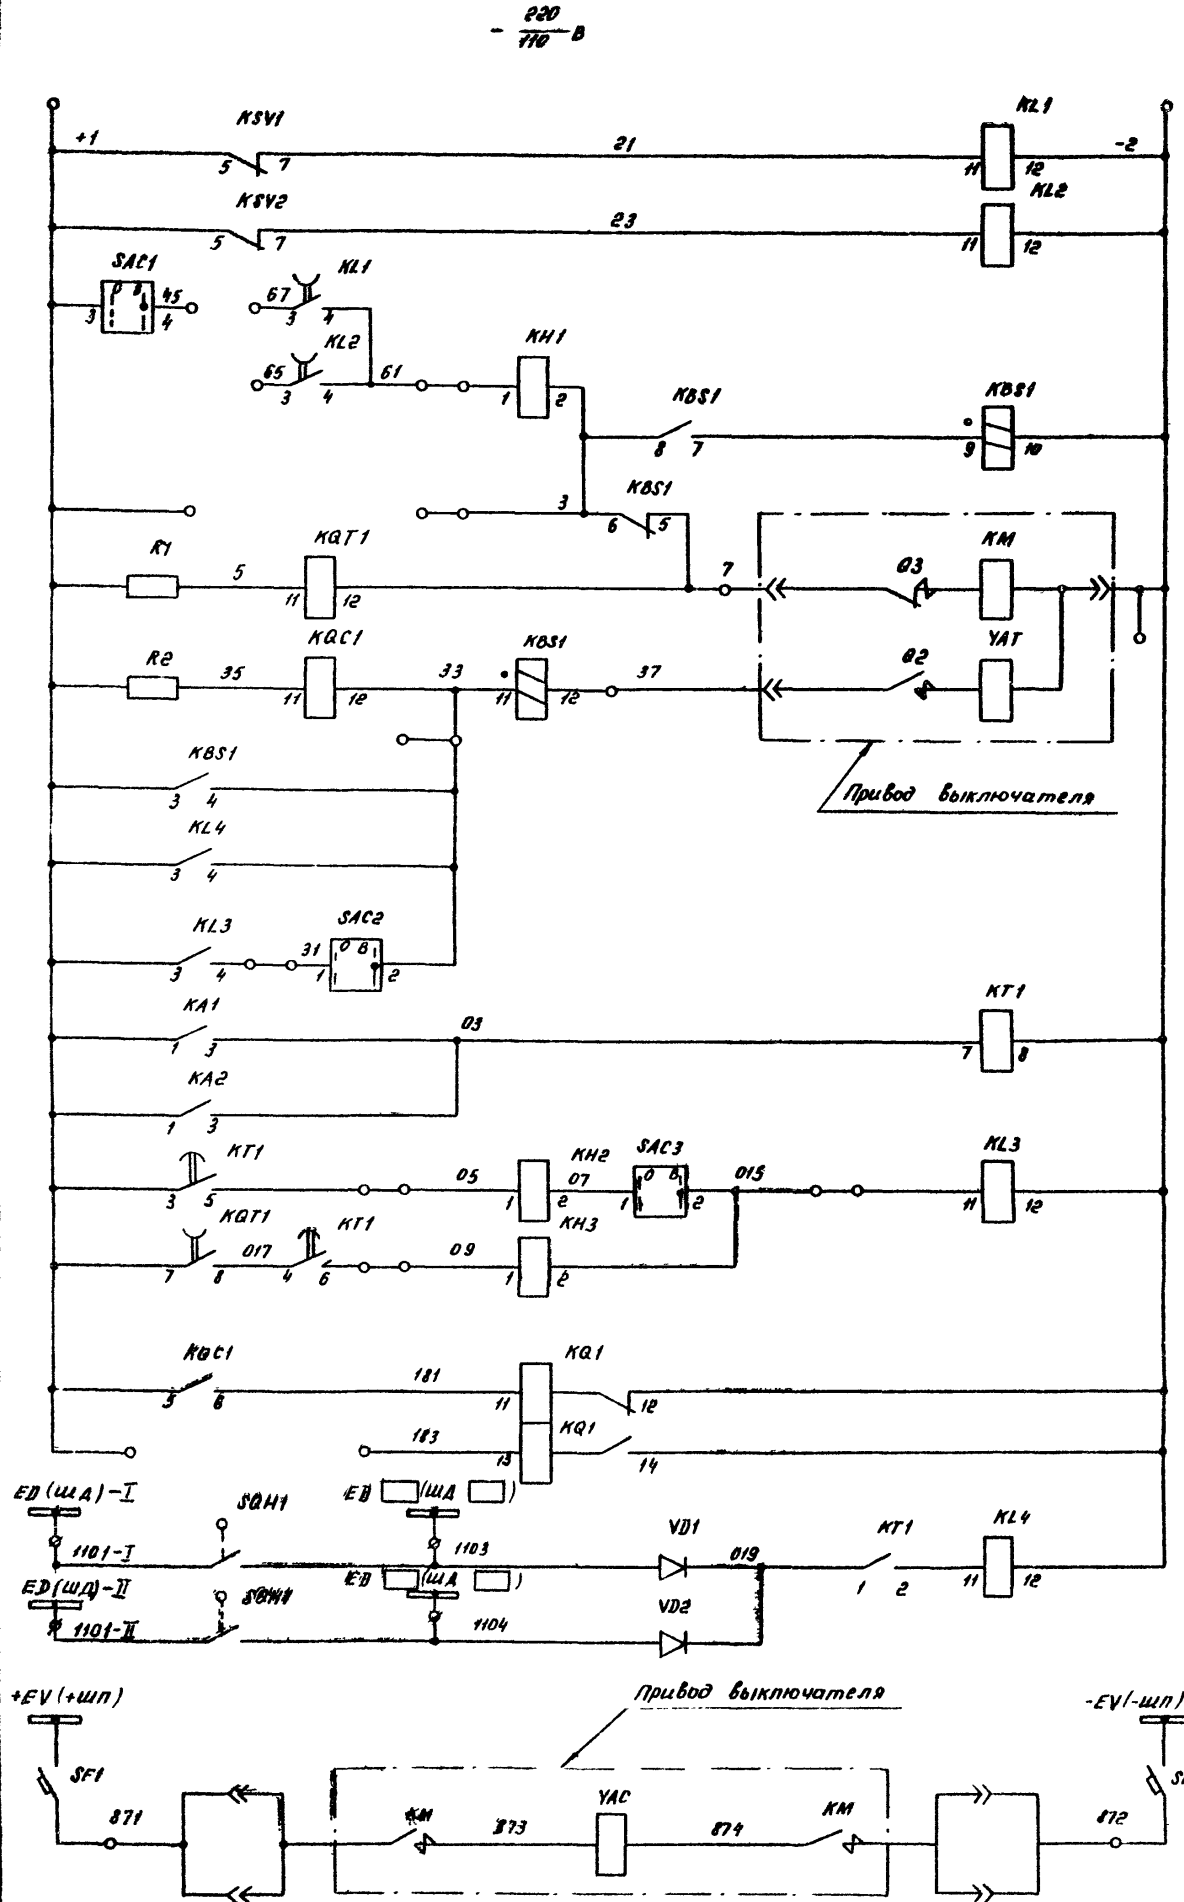 - 220/110 В
+1 KSV1 5 7 21 KL1 11 12 -2
KSV2 5 7 23 KL2 11 12
SAC1 О В 3 45 4 67 KL1 3 4
65 KL2 3 4 61 KH1 1 2
KBS1 8 7 KBS1 9 10
3 KBS1 6 5
R1 5 KQT1 11 12 7 Q3 KM
R2 35 KQC1 11 12 33 KBS1 11 12 37 Q2 YAT
Привод выключателя
KBS1 3 4
KL4 3 4
KL3 3 4 31 SAC2 О В 1 2
KA1 1 3 03 KT1 7 8
KA2 1 3
KT1 3 5 05 KH2 1 2 07 SAC3 О В 1 2 015 KL3 11 12
KQT1 7 8 017 KT1 4 6 09 KH3 1 2
KQC1 5 6 181 KQ1 11 12
183 KQ1 13 14
ED (ШД)-I SQH1 ED (ШД )
1101-I 1103 VD1 019 KT1 1 2 KL4 11 12
ED (ШД)-II SQH1 ED (ШД )
1101-II 1104 VD2
+EV (+ШП) Привод выключателя -EV (-ШП)
SF1 871 KM 873 YAC 874 KM 872